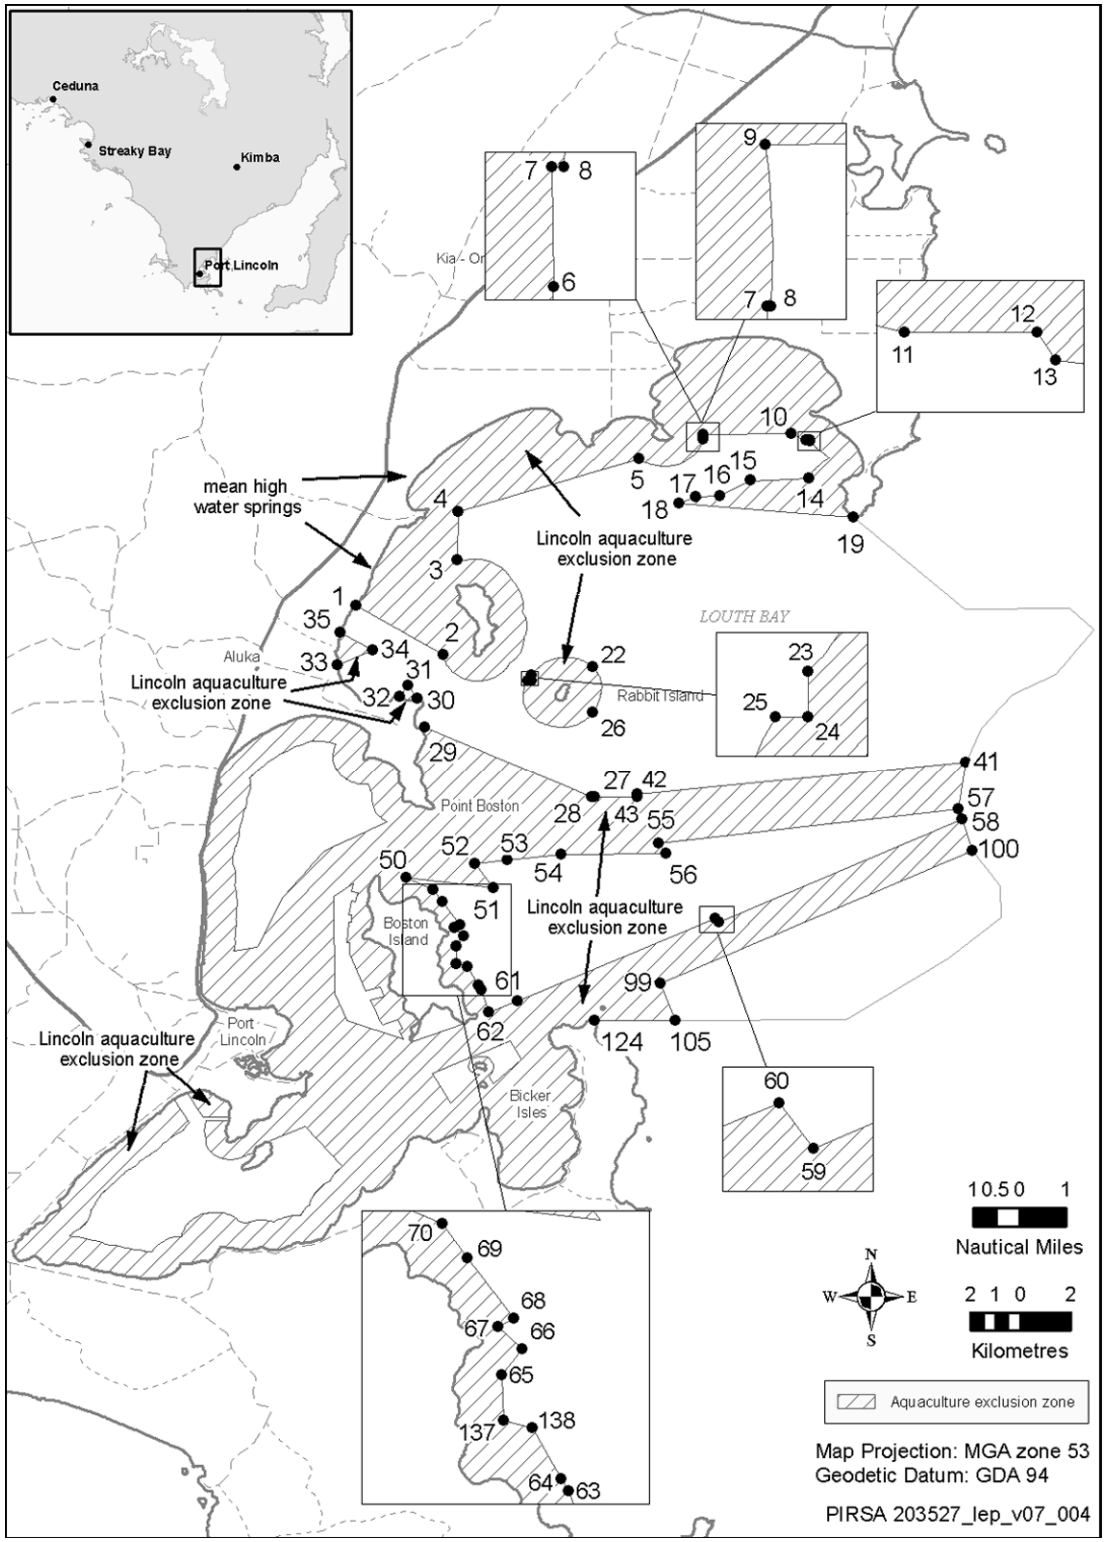 Ceduna
Streaky Bay
Kimba
Port Lincoln
7
8
6
9
7
8
Kia - Or
12
11
13
10
5
15
16
17
18
14
19
4
3
mean high
water springs
Lincoln aquaculture
exclusion zone
1
35
2
34
33
31
32
30
29
Aluka
Lincoln aquaculture
exclusion zone
LOUTH BAY
22
Rabbit Island
26
23
25
24
41
27
42
28
43
57
58
100
55
56
Point Boston
52
53
54
50
51
Boston
Island
Lincoln aquaculture
exclusion zone
61
62
99
124
105
Port
Lincoln
Lincoln aquaculture
exclusion zone
Bicker
Isles
60
59
70
69
68
67
66
65
137
138
64
63
1 0.5 0 1
Nautical Miles
N
W
E
S
2 1 0 2
Kilometres
Aquaculture exclusion zone
Map Projection: MGA zone 53
Geodetic Datum: GDA 94
PIRSA 203527_lep_v07_004